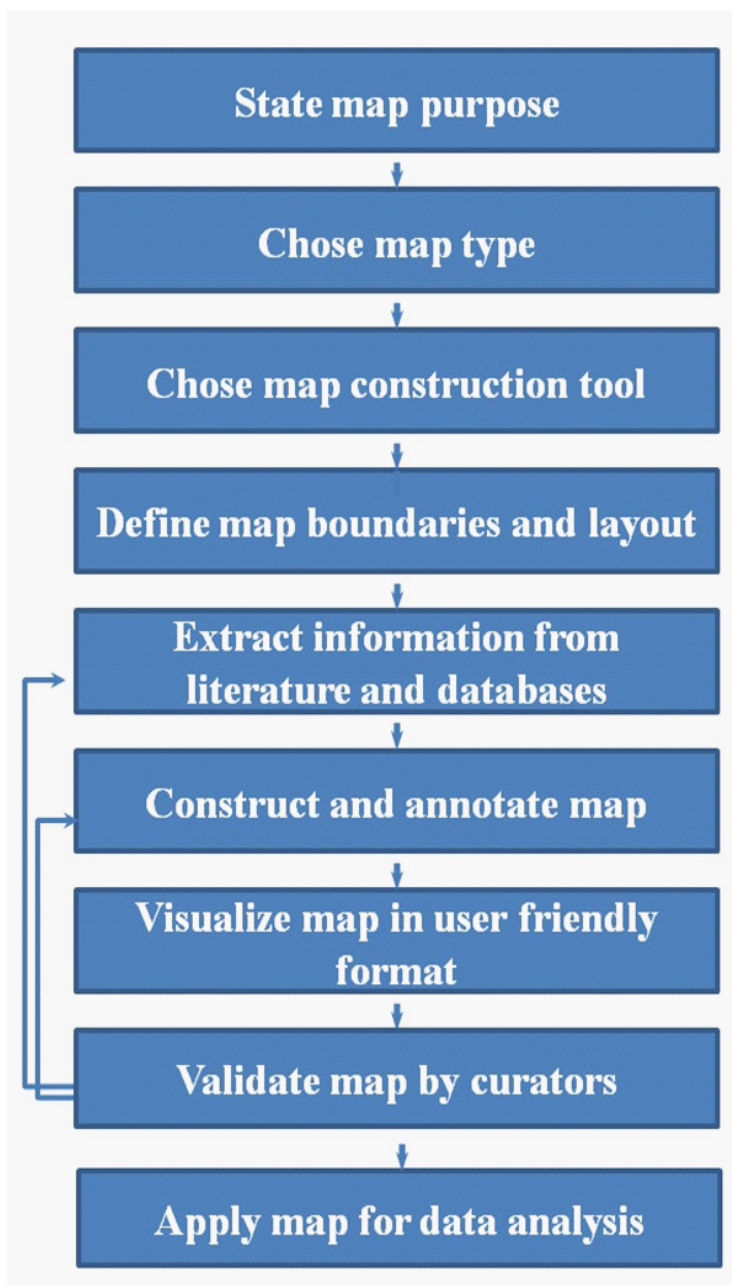 State map purpose
Chose map type
Chose map construction tool
Define map boundaries and layout
Extract information from
literature and databases
Construct and annotate map
Visualize map in user friendly
format
Validate map by curators
Apply map for data analysis